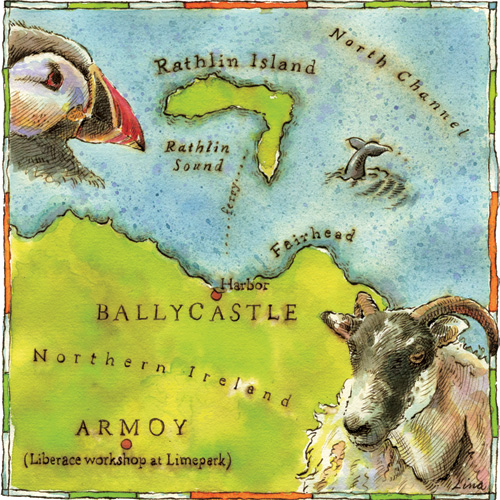 Rathlin Island
North Channel
Rathlin
Sound
ferry
Fairhead
Harbor
BALLYCASTLE
Northern Ireland
ARMOY
(Liberace workshop at Limepark)
Lina